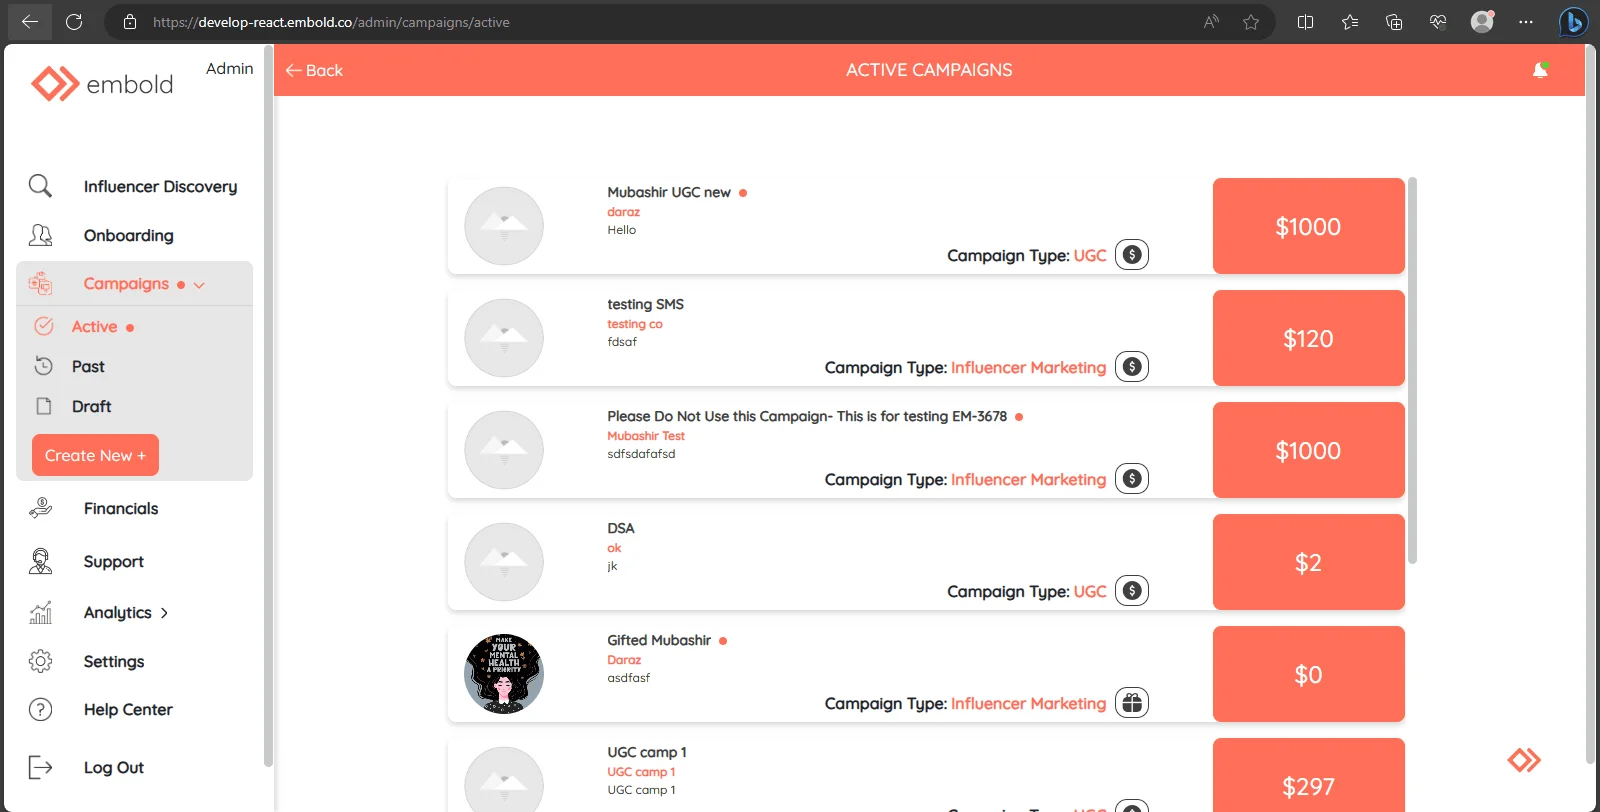 https://develop-react.embold.co/admin/campaigns/active
embold
Admin
Back
ACTIVE CAMPAIGNS
Influencer Discovery
Onboarding
Campaigns
Active
Past
Draft
Create New +
Financials
Support
Analytics
Settings
Help Center
Log Out
Mubashir UGC new
daraz
Hello
Campaign Type: UGC
$1000
testing SMS
testing co
fdsaf
Campaign Type: Influencer Marketing
$120
Please Do Not Use this Campaign- This is for testing EM-3678
Mubashir Test
sdfsdafafsd
Campaign Type: Influencer Marketing
$1000
DSA
ok
jk
Campaign Type: UGC
$2
MAKE
YOUR
MENTAL
HEALTH
A PRIORITY
Gifted Mubashir
Daraz
asdfasf
Campaign Type: Influencer Marketing
$0
UGC camp 1
UGC camp 1
UGC camp 1
Campaign Type: UGC
$297